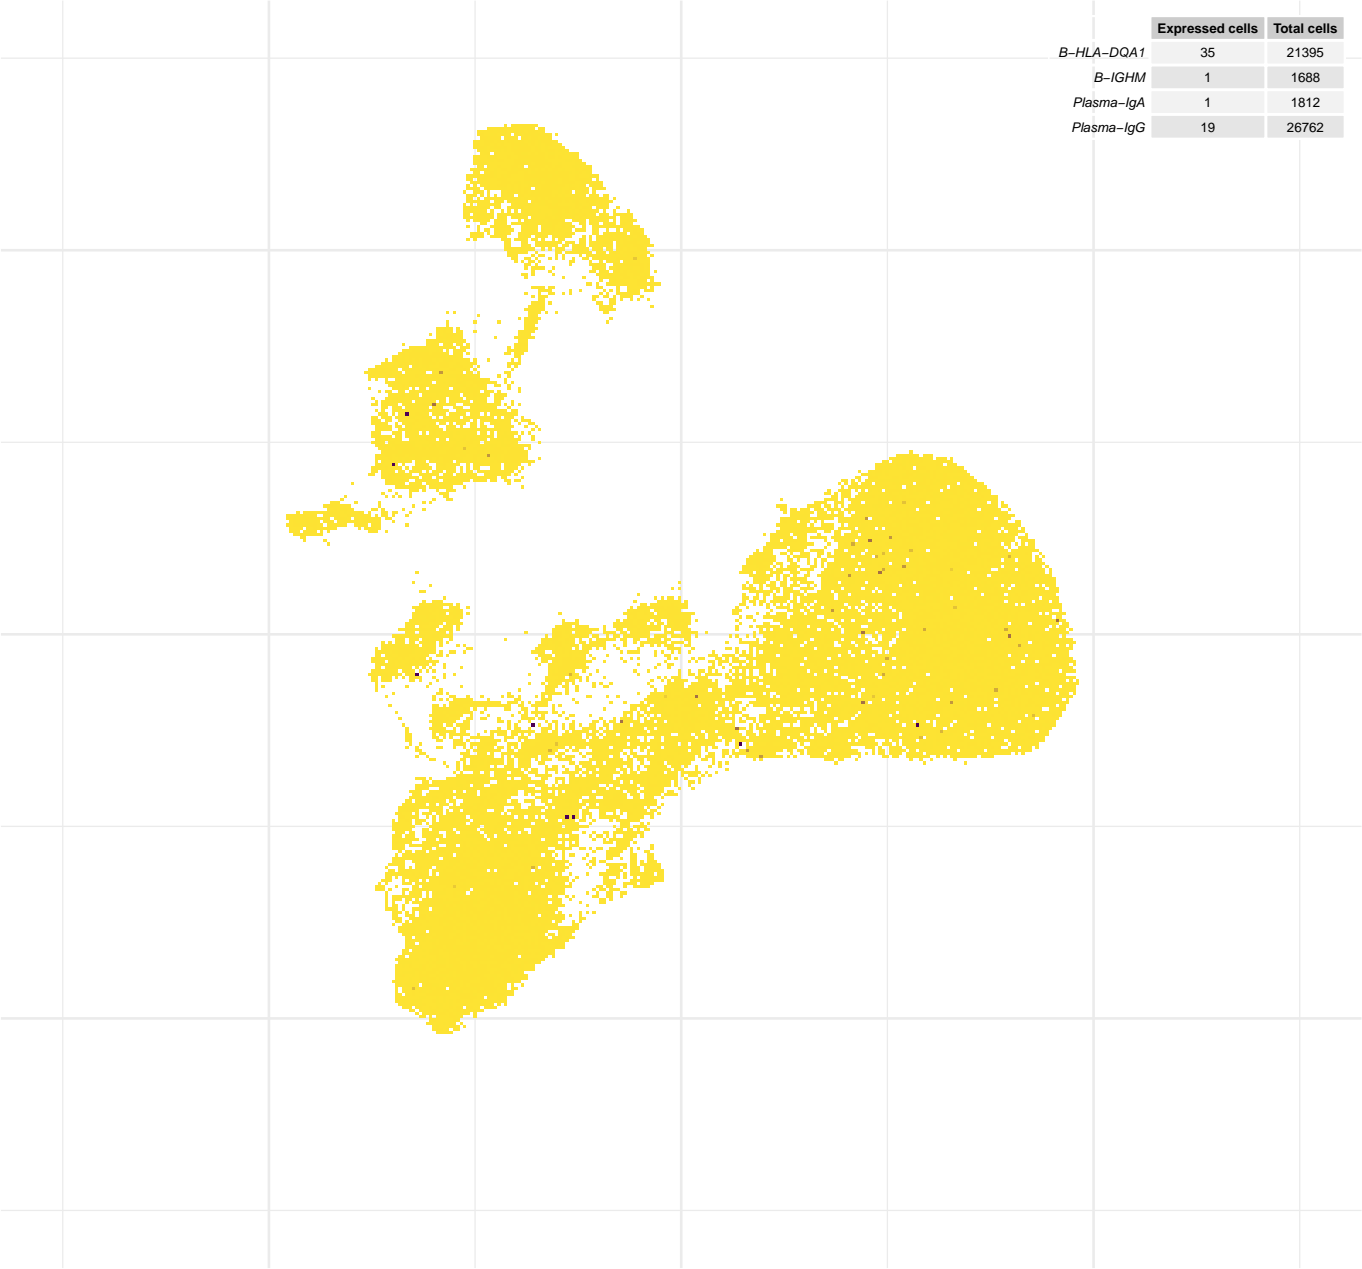 Expressed cells Total cells
B−HLA−DQA1 35 21395
B−IGHM 1 1688
Plasma−IgA 1 1812
Plasma−IgG 19 26762